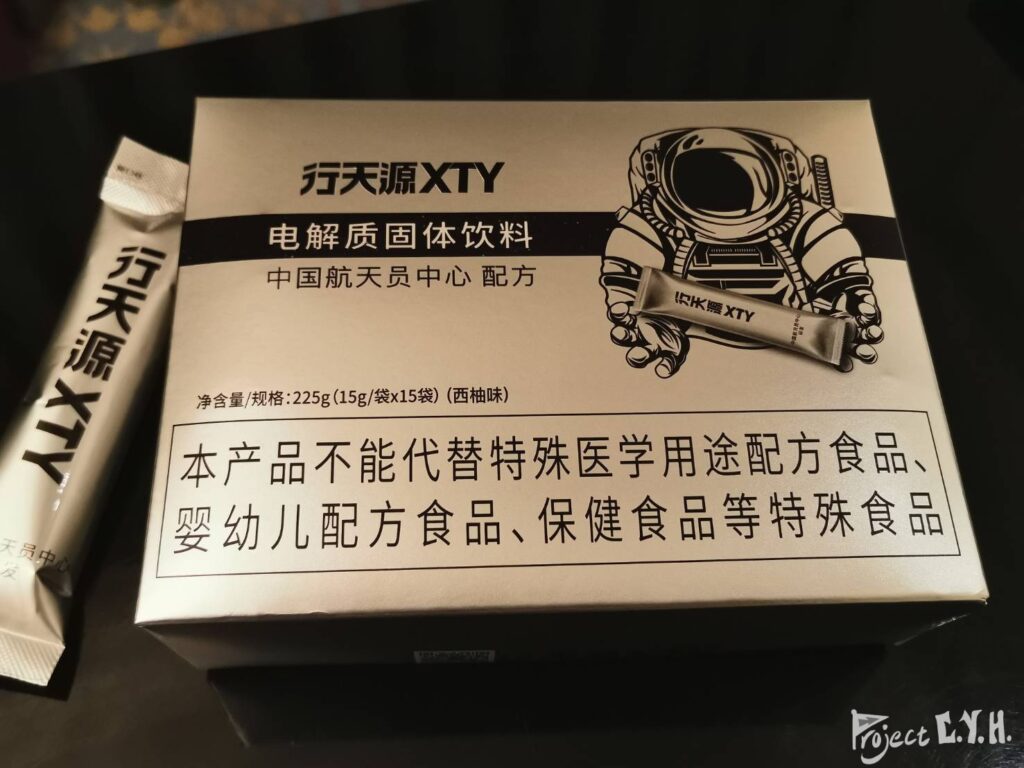 行天源XTY
电解质固体饮料
中国航天员中心 配方
行天源 XTY
净含量/规格：225g（15g/袋x15袋）（西柚味）
本产品不能代替特殊医学用途配方食品、
婴幼儿配方食品、保健食品等特殊食品
行天源XTY
天员中心
Project C.Y.H.